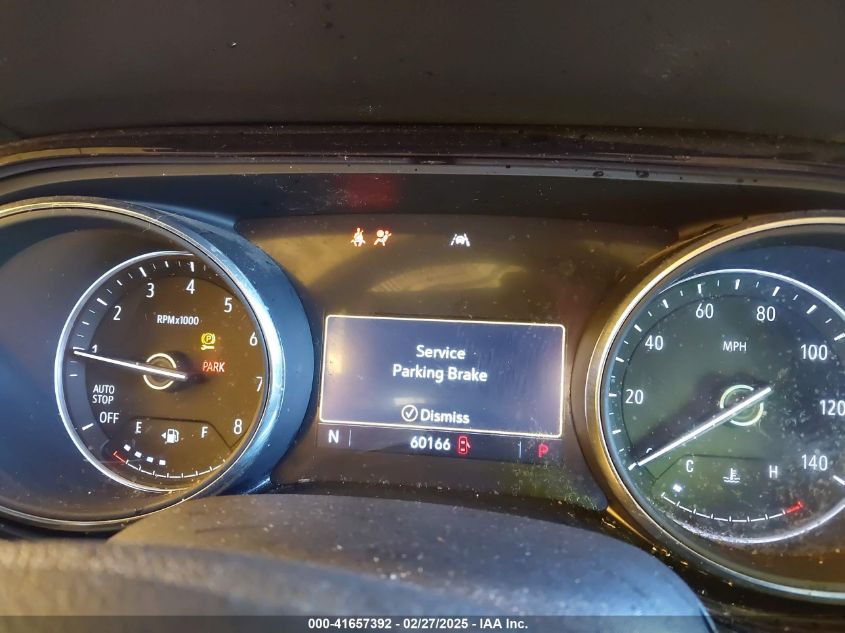 1
2
3
4
5
6
7
8
RPMx1000
PARK
AUTO
STOP
OFF
E
F
Service
Parking Brake
Dismiss
N
60166
P
20
40
60
80
100
120
140
MPH
C
H
000-41657392 / 02/27/2025 - IAA Inc.